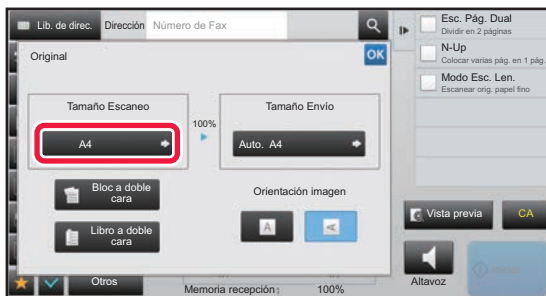 Lib. de direc.
Dirección
Número de Fax
Original
OK
Tamaño Escaneo
A4
100%
Tamaño Envío
Auto. A4
Bloc a doble
cara
Libro a doble
cara
Orientación imagen
A
A
Otros
Memoria recepción:
100%
Esc. Pág. Dual
Dividir en 2 páginas
N-Up
Colocar varias pág. en 1 pág.
Modo Esc. Len.
Escanear orig. papel fino
Vista previa
CA
Altavoz